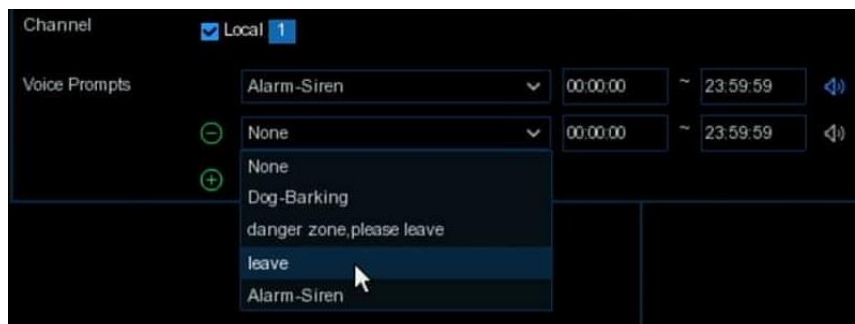 Channel Local 1
Voice Prompts Alarm-Siren 00:00:00 ~ 23:59:59
None 00:00:00 ~ 23:59:59
None
Dog-Barking
danger zone,please leave
leave
Alarm-Siren